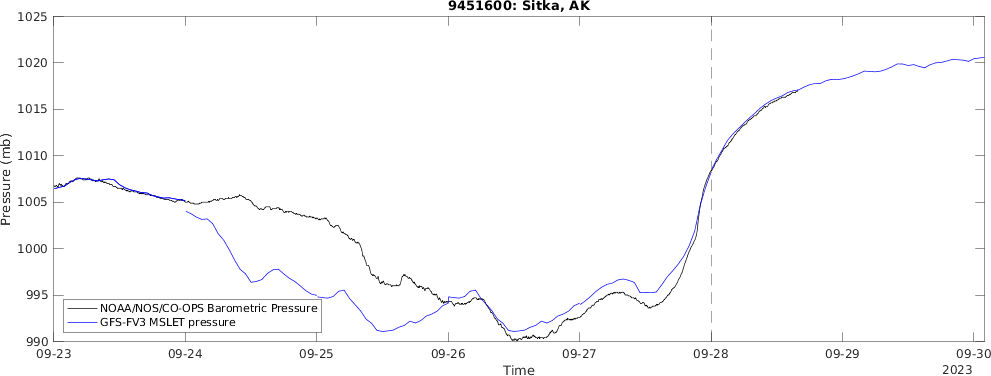 9451600: Sitka, AK
1025
1020
1015
1010
1005
1000
995
990
Pressure (mb)
NOAA/NOS/CO-OPS Barometric Pressure
GFS-FV3 MSLET pressure
09-23 09-24 09-25 09-26 09-27 09-28 09-29 09-30
Time
2023